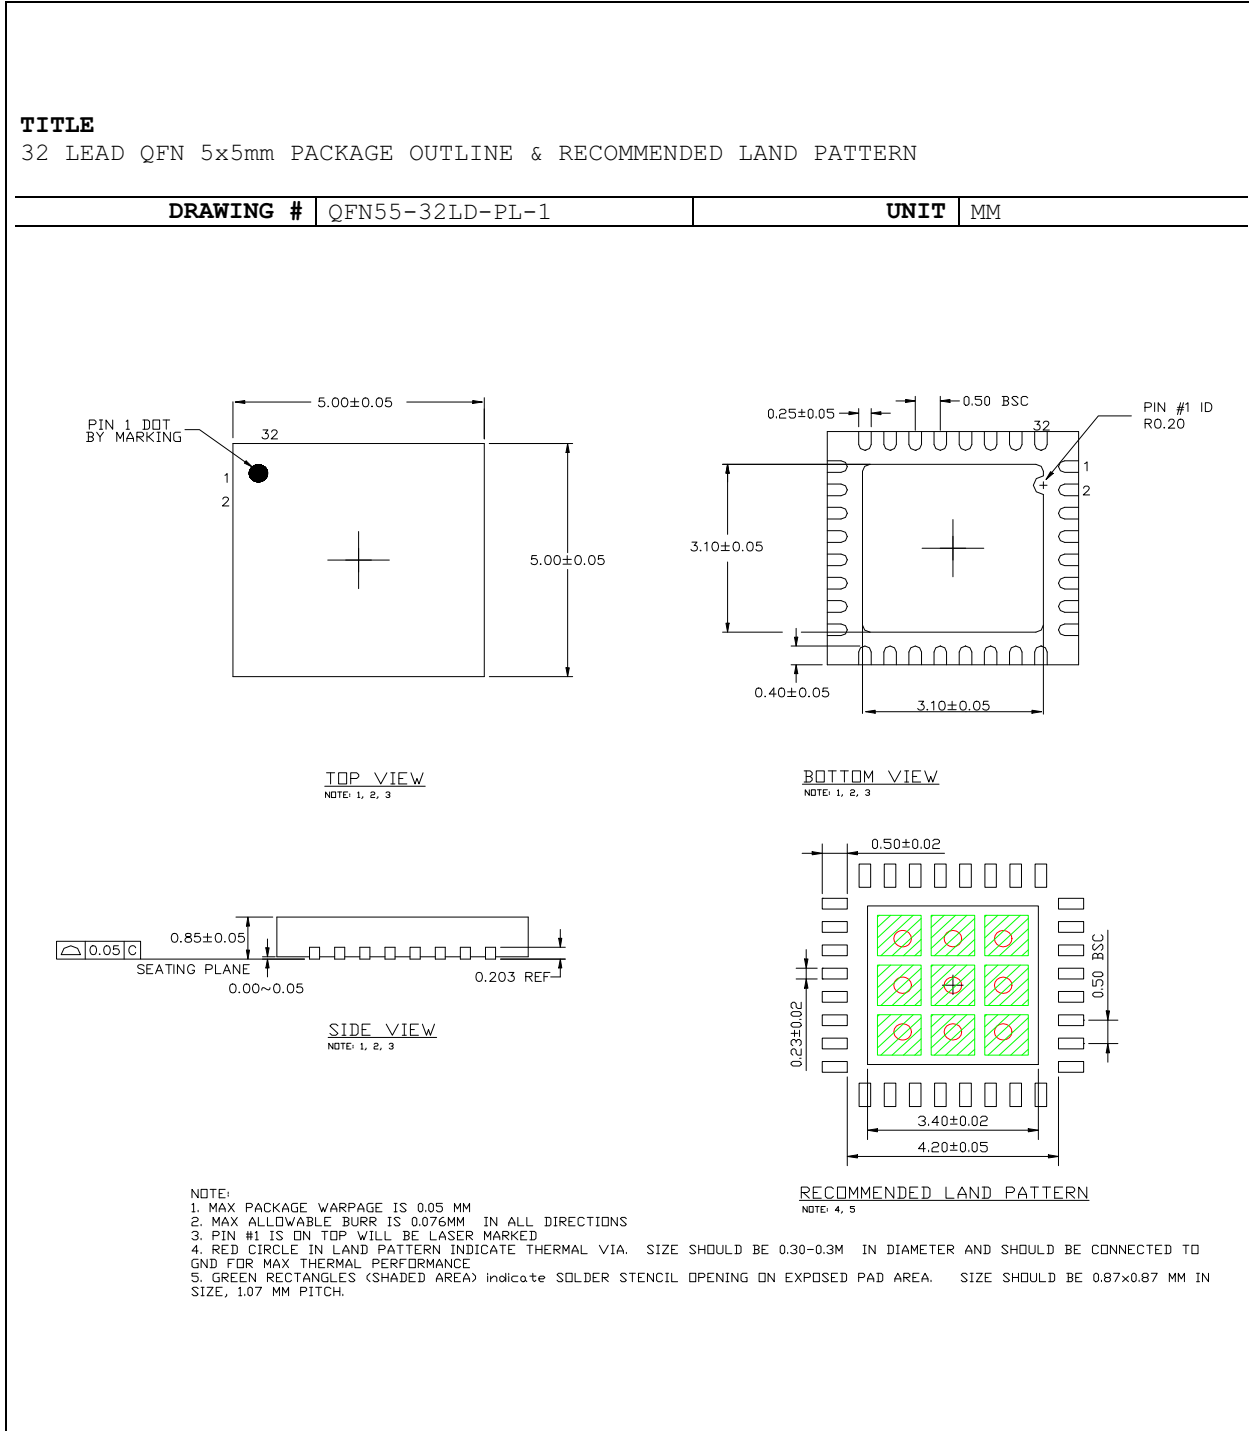 TITLE
32 LEAD QFN 5x5mm PACKAGE OUTLINE & RECOMMENDED LAND PATTERN
DRAWING # QFN55-32LD-PL-1 UNIT MM
5.00±0.05
PIN 1 DOT
BY MARKING
32
1
2
5.00±0.05
TOP VIEW
NOTE: 1, 2, 3
0.25±0.05
0.50 BSC
32
PIN #1 ID
R0.20
1
2
3.10±0.05
0.40±0.05
3.10±0.05
BOTTOM VIEW
NOTE: 1, 2, 3
0.85±0.05
0.05 C
SEATING PLANE
0.00~0.05
0.203 REF
SIDE VIEW
NOTE: 1, 2, 3
0.50±0.02
0.50 BSC
0.23±0.02
3.40±0.02
4.20±0.05
RECOMMENDED LAND PATTERN
NOTE: 4, 5
NOTE:
1. MAX PACKAGE WARPAGE IS 0.05 MM
2. MAX ALLOWABLE BURR IS 0.076MM IN ALL DIRECTIONS
3. PIN #1 IS ON TOP WILL BE LASER MARKED
4. RED CIRCLE IN LAND PATTERN INDICATE THERMAL VIA. SIZE SHOULD BE 0.30-0.3M IN DIAMETER AND SHOULD BE CONNECTED TO
GND FOR MAX THERMAL PERFORMANCE
5. GREEN RECTANGLES (SHADED AREA) indicate SOLDER STENCIL OPENING ON EXPOSED PAD AREA. SIZE SHOULD BE 0.87x0.87 MM IN
SIZE, 1.07 MM PITCH.